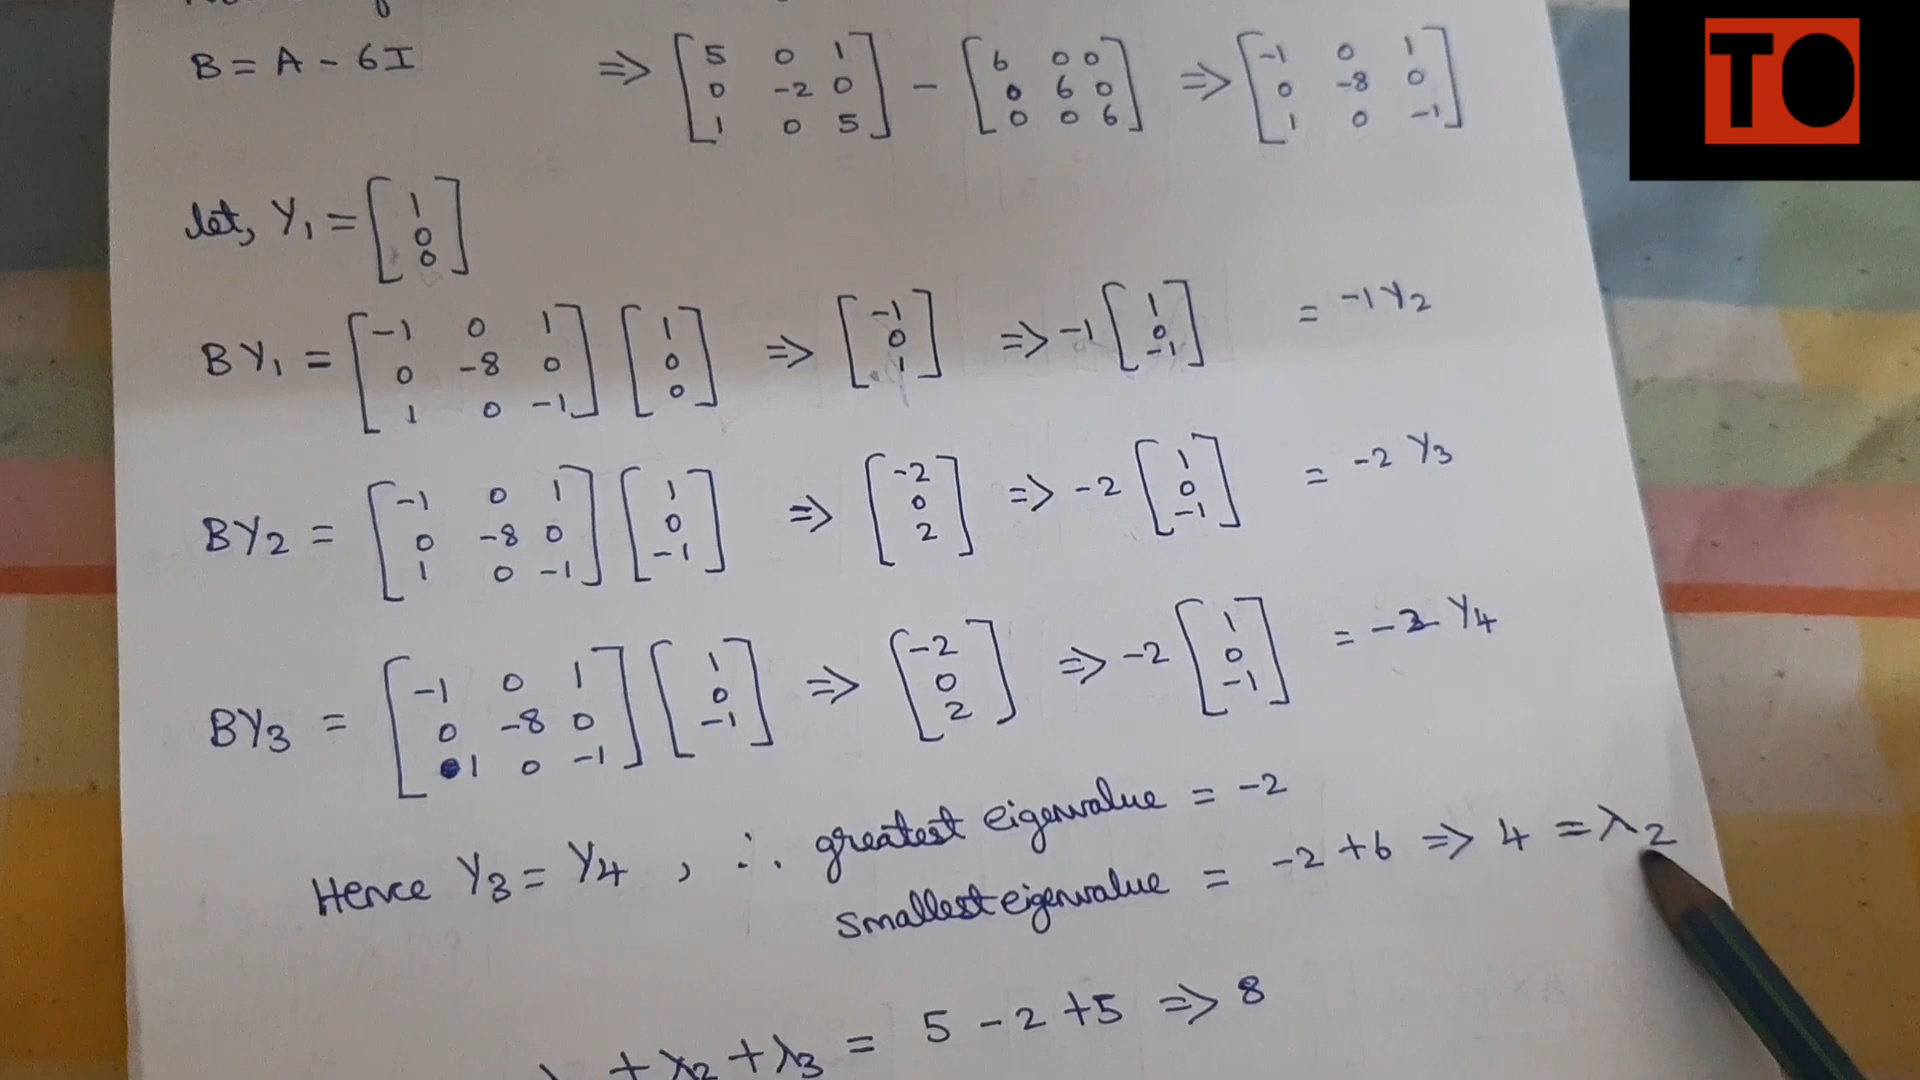 B = A - 6I => [5 0 1 0 -2 0 1 0 5] - [6 0 0 0 6 0 0 0 6] => [-1 0 1 0 -8 0 1 0 -1]
TO
let, Y1 = [1 0 0]
BY1 = [-1 0 1 0 -8 0 1 0 -1] [1 0 0] => [-1 0 1] => -1 [1 0 -1] = -1Y2
BY2 = [-1 0 1 0 -8 0 1 0 -1] [1 0 -1] => [-2 0 2] => -2 [1 0 -1] = -2 Y3
BY3 = [-1 0 1 0 -8 0 1 0 -1] [1 0 -1] => [-2 0 2] => -2 [1 0 -1] = -2 Y4
Hence Y3 = Y4 , ∴ greatest eigenvalue = -2
smallest eigenvalue = -2+6 => 4 = λ2
+ λ2 + λ3 = 5 - 2 + 5 => 8